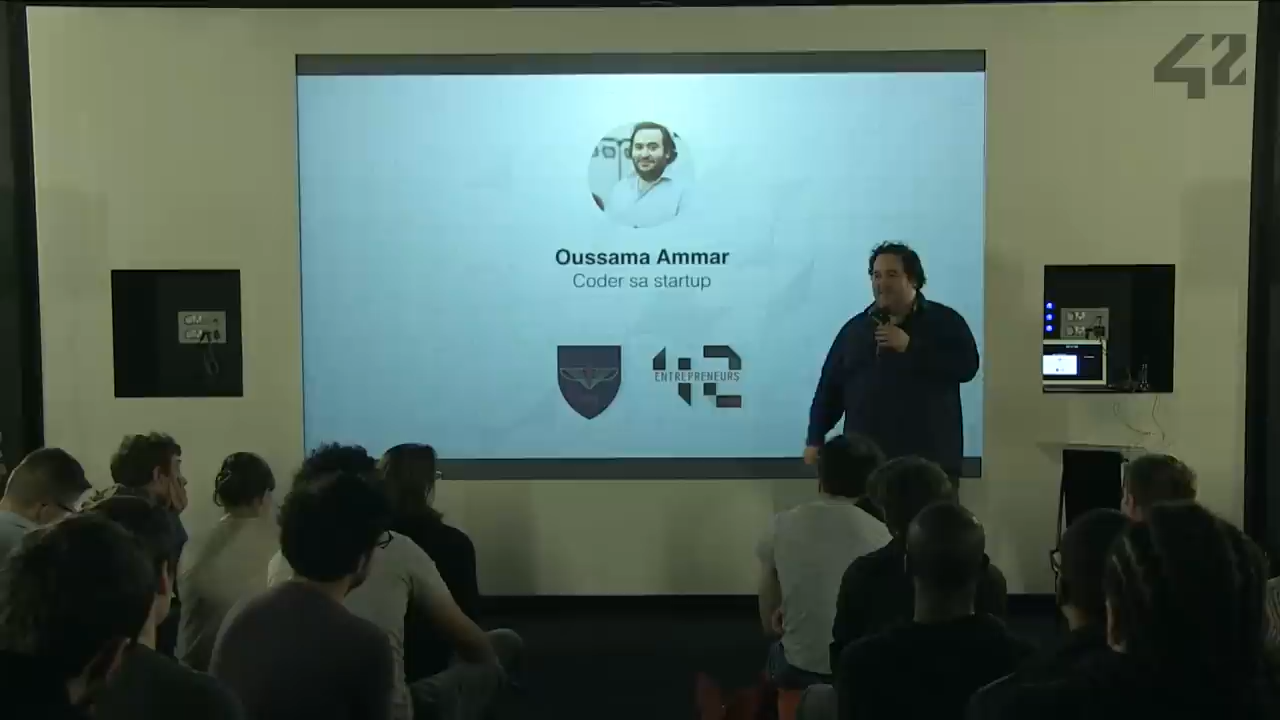 42
Oussama Ammar
Coder sa startup
42
ENTREPRENEURS